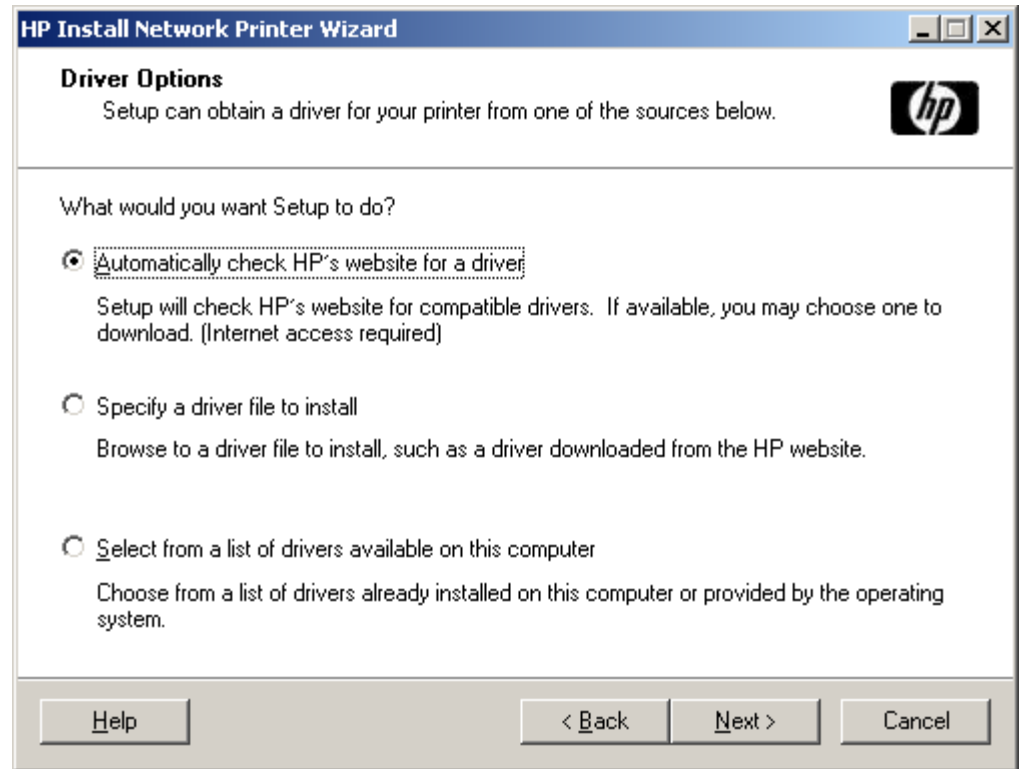 HP Install Network Printer Wizard
Driver Options
Setup can obtain a driver for your printer from one of the sources below.
hp
What would you want Setup to do?
Automatically check HP's website for a driver
Setup will check HP's website for compatible drivers.  If available, you may choose one to
download. (Internet access required)
Specify a driver file to install
Browse to a driver file to install, such as a driver downloaded from the HP website.
Select from a list of drivers available on this computer
Choose from a list of drivers already installed on this computer or provided by the operating
system.
Help
< Back
Next >
Cancel